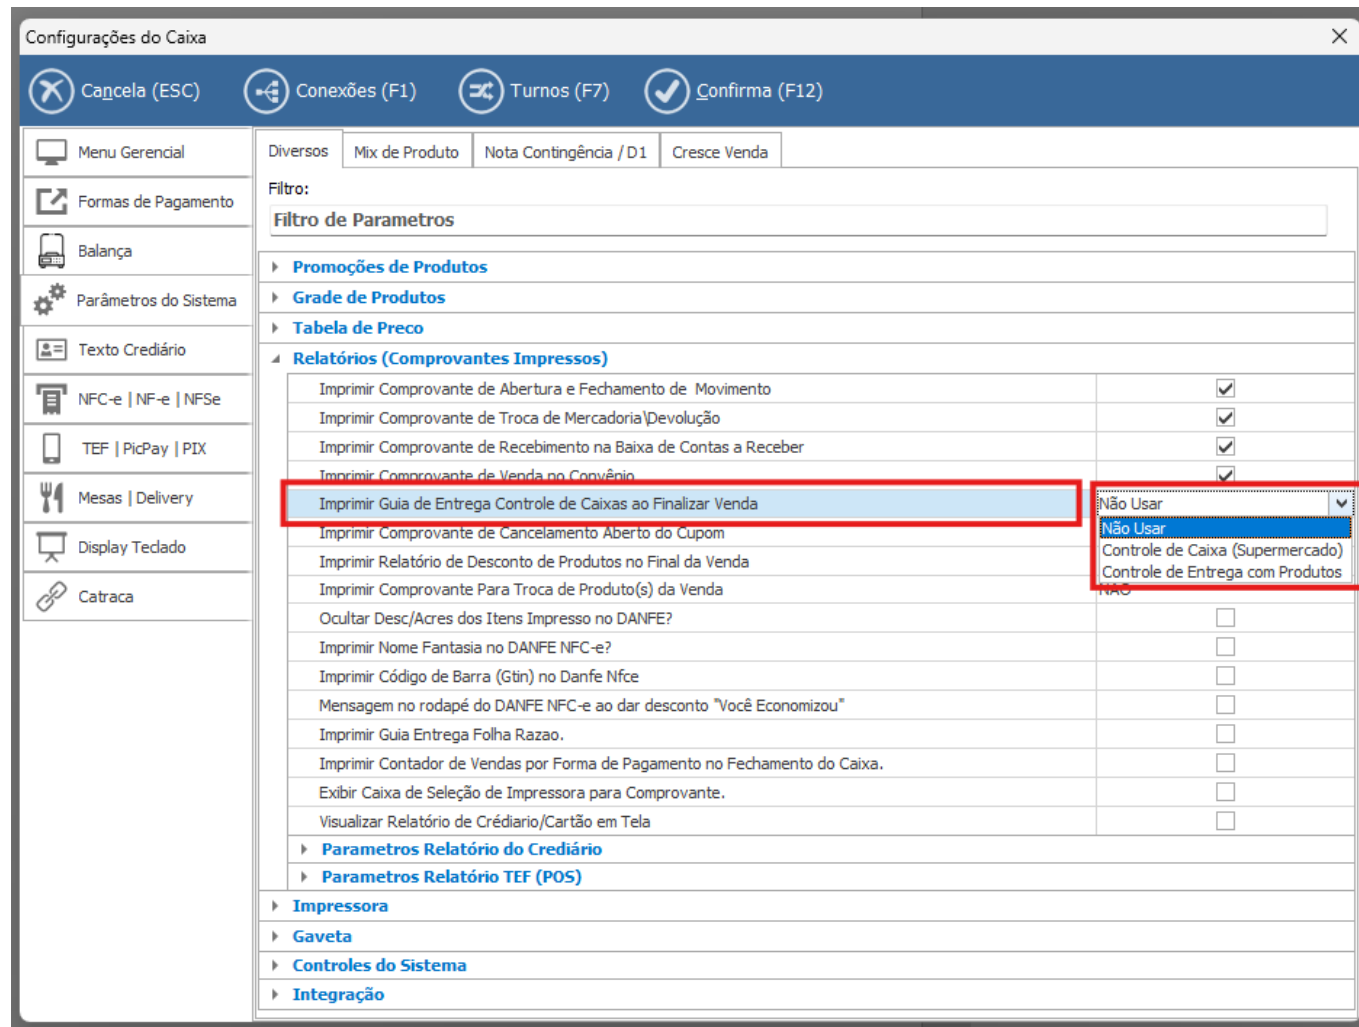 Configurações do Caixa
Cancela (ESC) Conexões (F1) Turnos (F7) Confirma (F12)
Menu Gerencial
Formas de Pagamento
Balança
Parâmetros do Sistema
Texto Crediário
NFC-e | NF-e | NFSe
TEF | PicPay | PIX
Mesas | Delivery
Display Teclado
Catraca
Diversos Mix de Produto Nota Contingência / D1 Cresce Venda
Filtro:
Filtro de Parametros
Promoções de Produtos
Grade de Produtos
Tabela de Preco
Relatórios (Comprovantes Impressos)
Imprimir Comprovante de Abertura e Fechamento de Movimento
Imprimir Comprovante de Troca de Mercadoria\Devolução
Imprimir Comprovante de Recebimento na Baixa de Contas a Receber
Imprimir Comprovante de Venda no Convênio
Imprimir Guia de Entrega Controle de Caixas ao Finalizar Venda Não Usar
Não Usar
Controle de Caixa (Supermercado)
Controle de Entrega com Produtos
Imprimir Comprovante de Cancelamento Aberto do Cupom
Imprimir Relatório de Desconto de Produtos no Final da Venda
Imprimir Comprovante Para Troca de Produto(s) da Venda NAO
Ocultar Desc/Acres dos Itens Impresso no DANFE?
Imprimir Nome Fantasia no DANFE NFC-e?
Imprimir Código de Barra (Gtin) no Danfe Nfce
Mensagem no rodapé do DANFE NFC-e ao dar desconto "Você Economizou"
Imprimir Guia Entrega Folha Razao.
Imprimir Contador de Vendas por Forma de Pagamento no Fechamento do Caixa.
Exibir Caixa de Seleção de Impressora para Comprovante.
Visualizar Relatório de Crédiario/Cartão em Tela
Parametros Relatório do Crediário
Parametros Relatório TEF (POS)
Impressora
Gaveta
Controles do Sistema
Integração